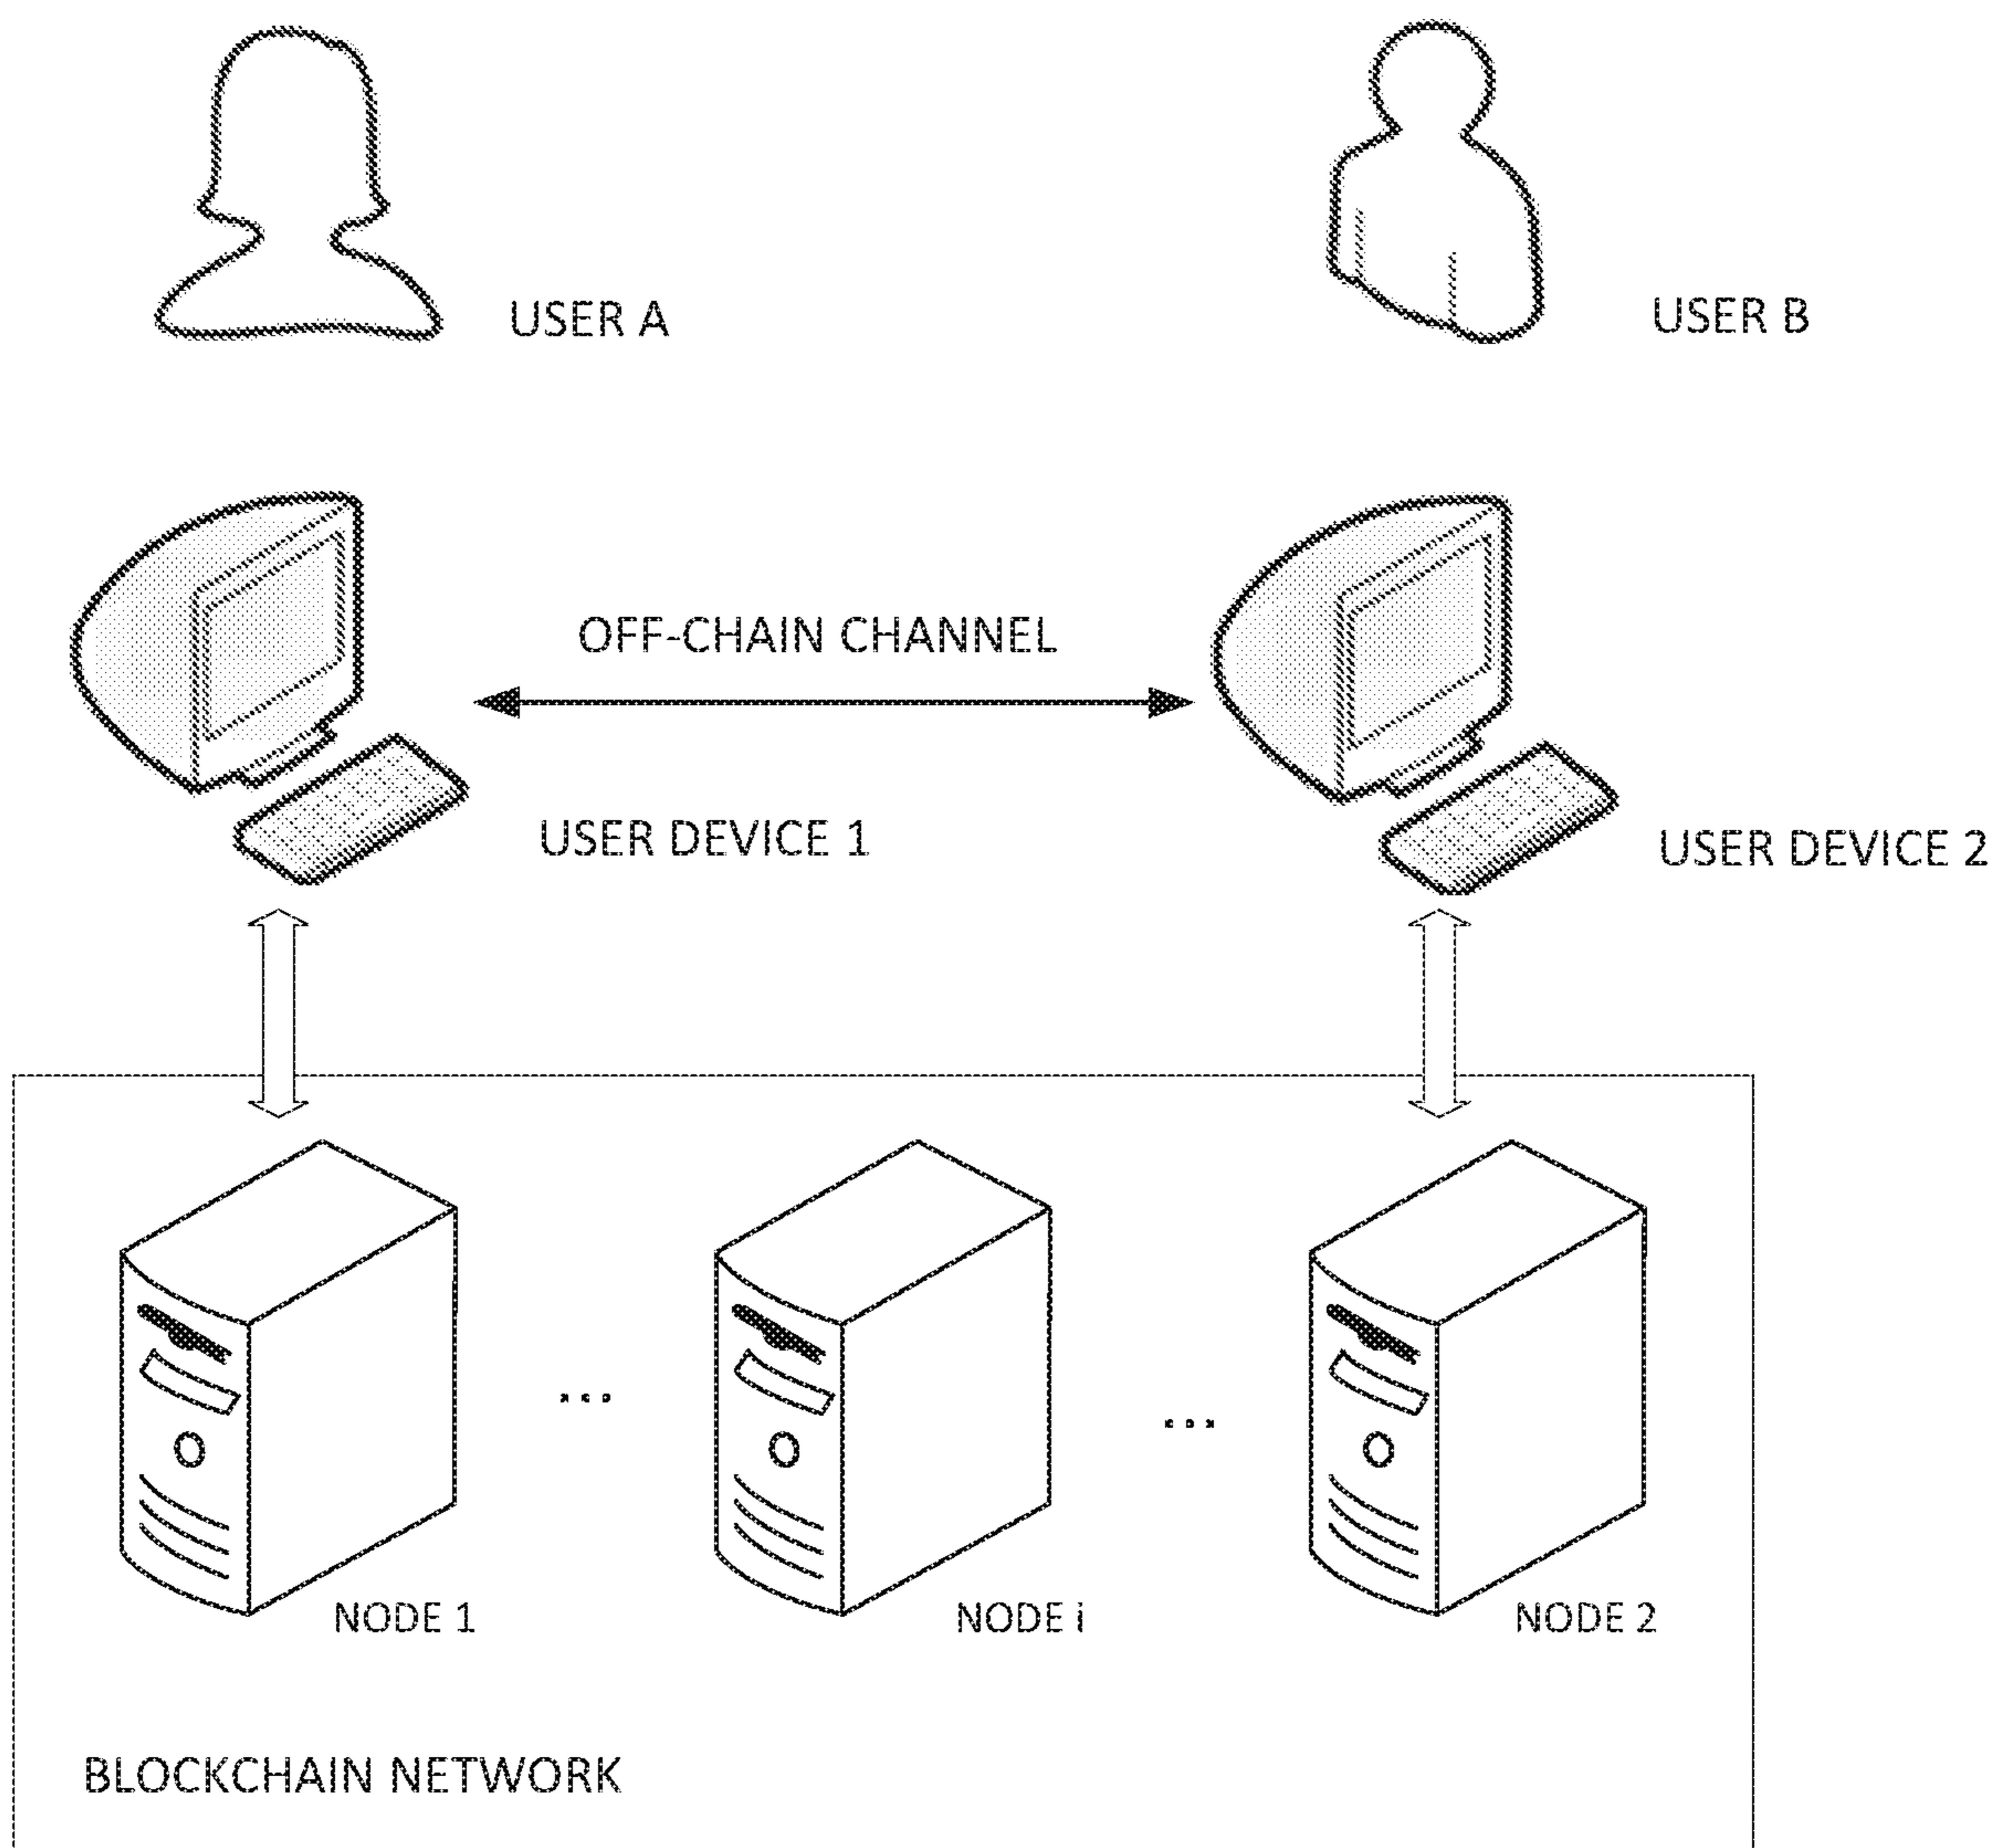 USER A
USER B
OFF-CHAIN CHANNEL
USER DEVICE 1
USER DEVICE 2
...
...
NODE 1
NODE i
NODE 2
BLOCKCHAIN NETWORK